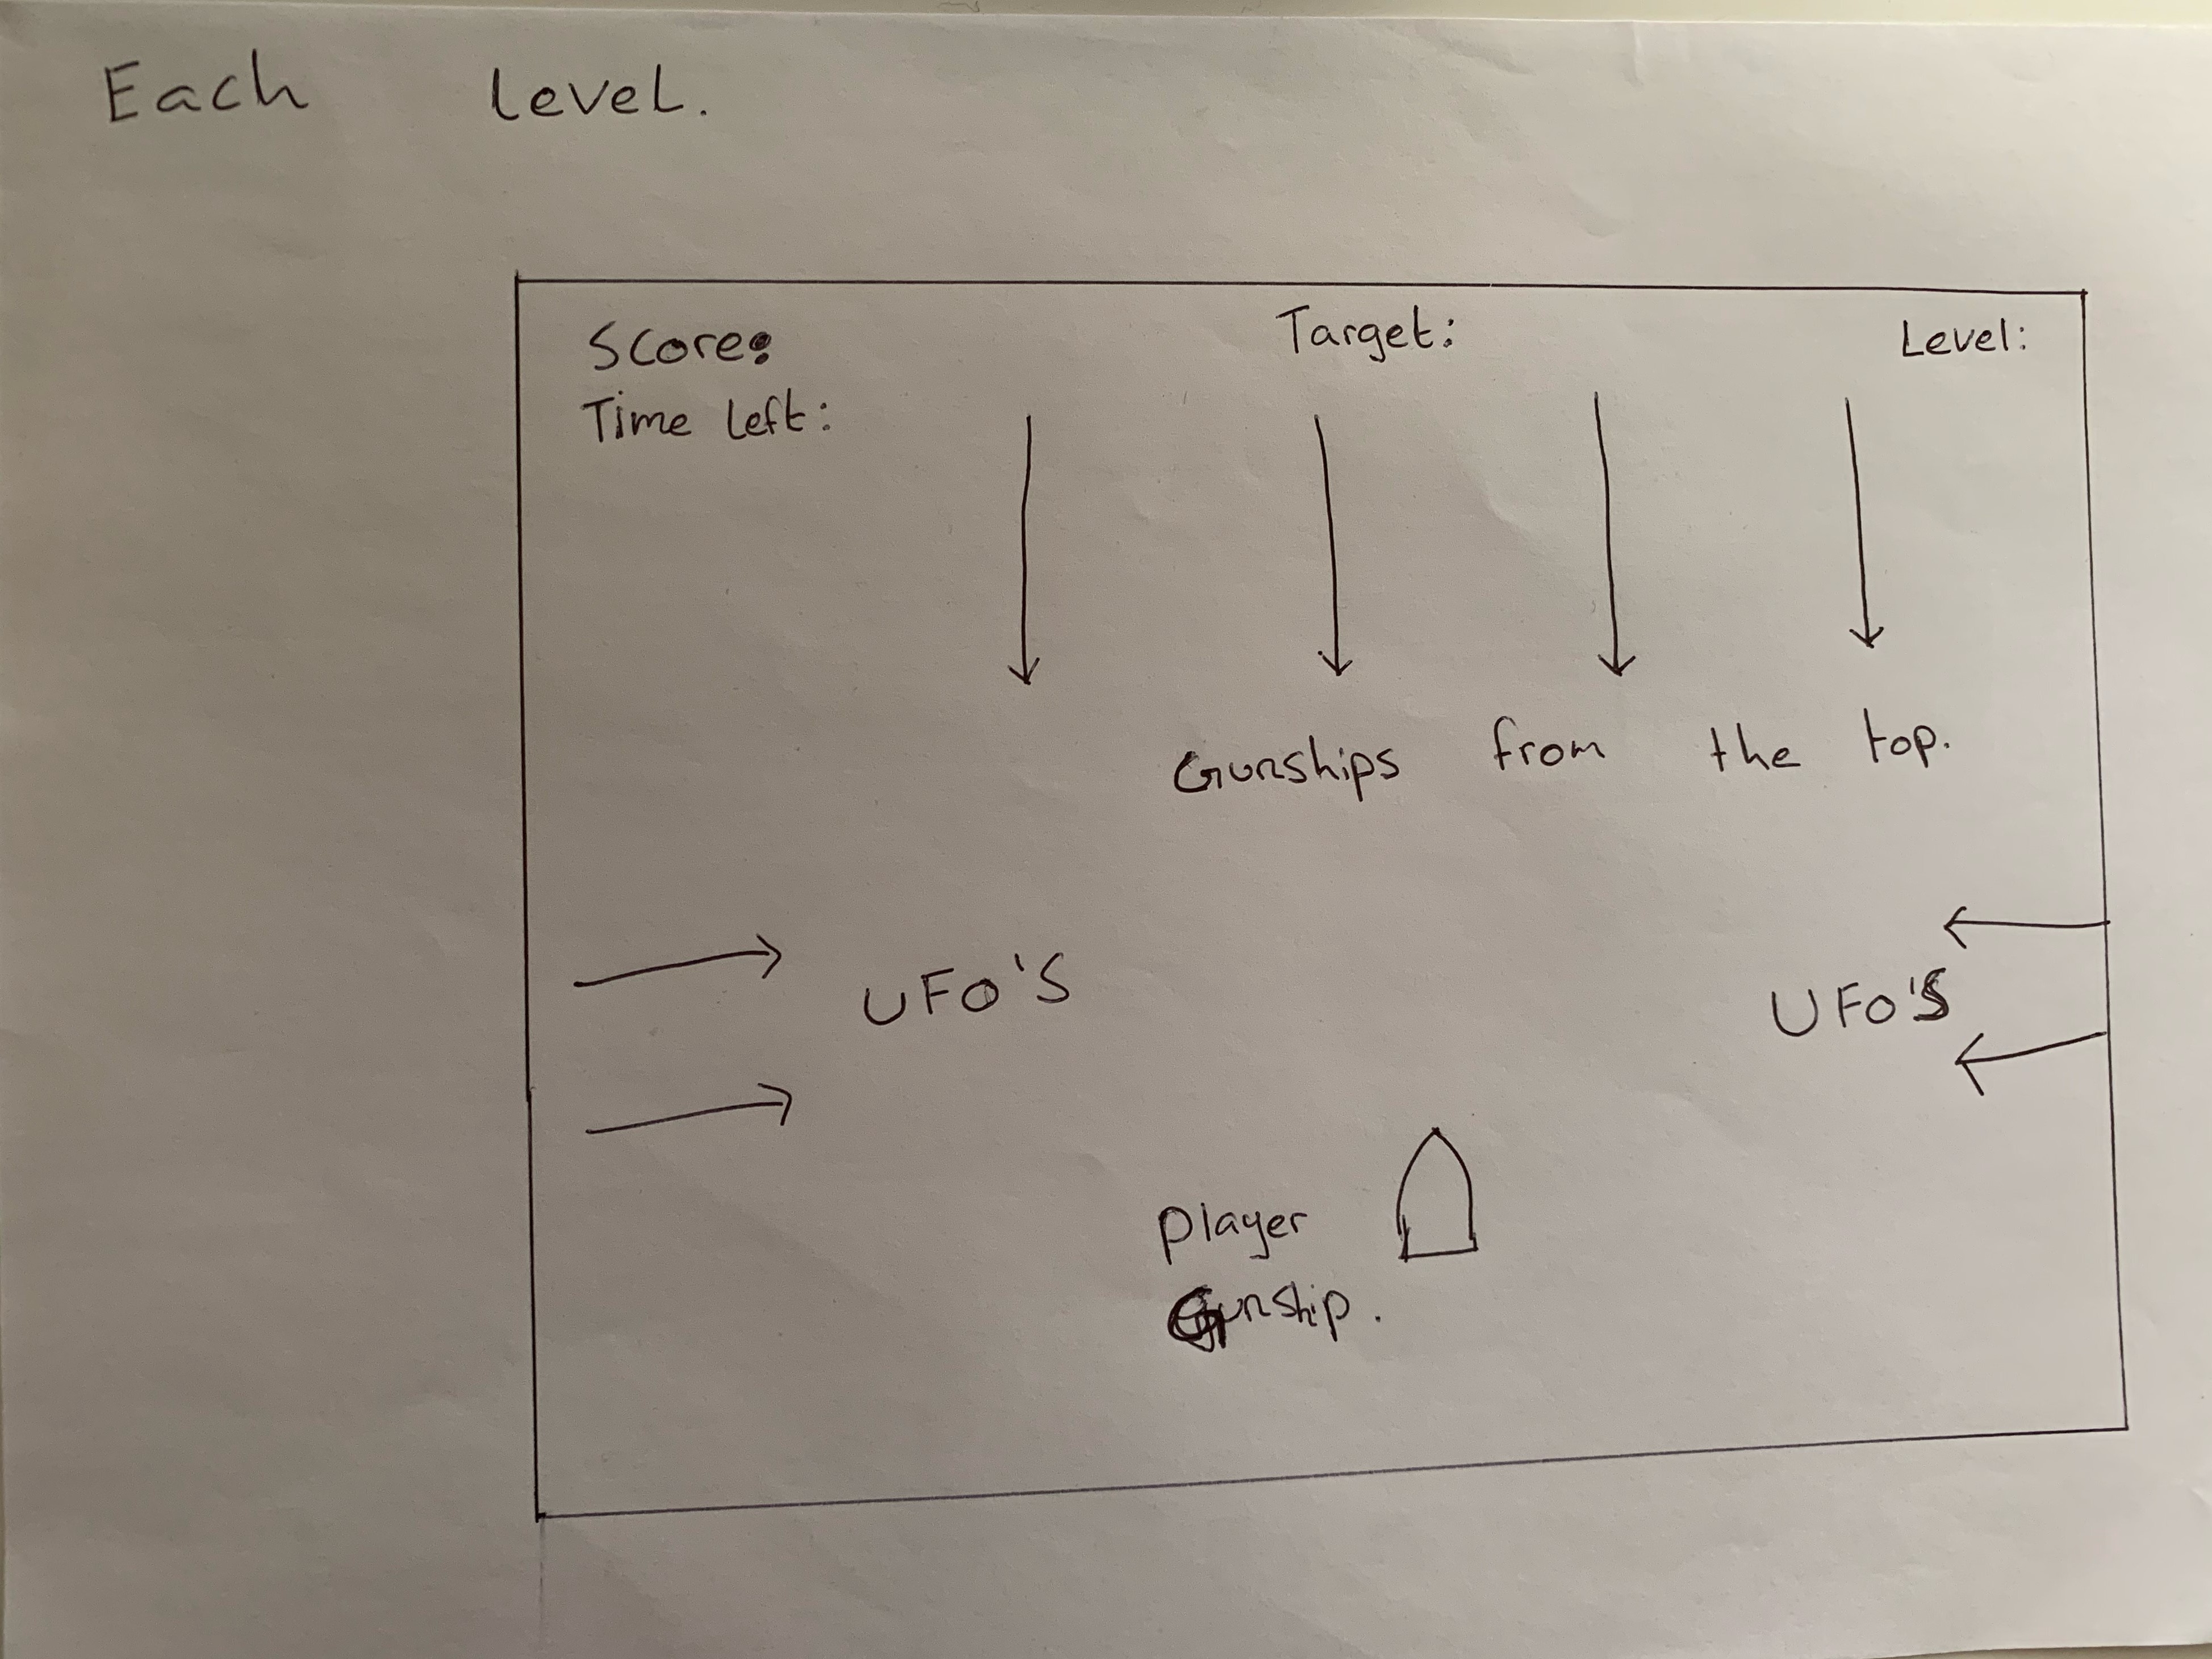 Each level.
Score: Target: Level:
Time left:
Gunships from the top.
UFO'S UFO'S
player
Gunship.